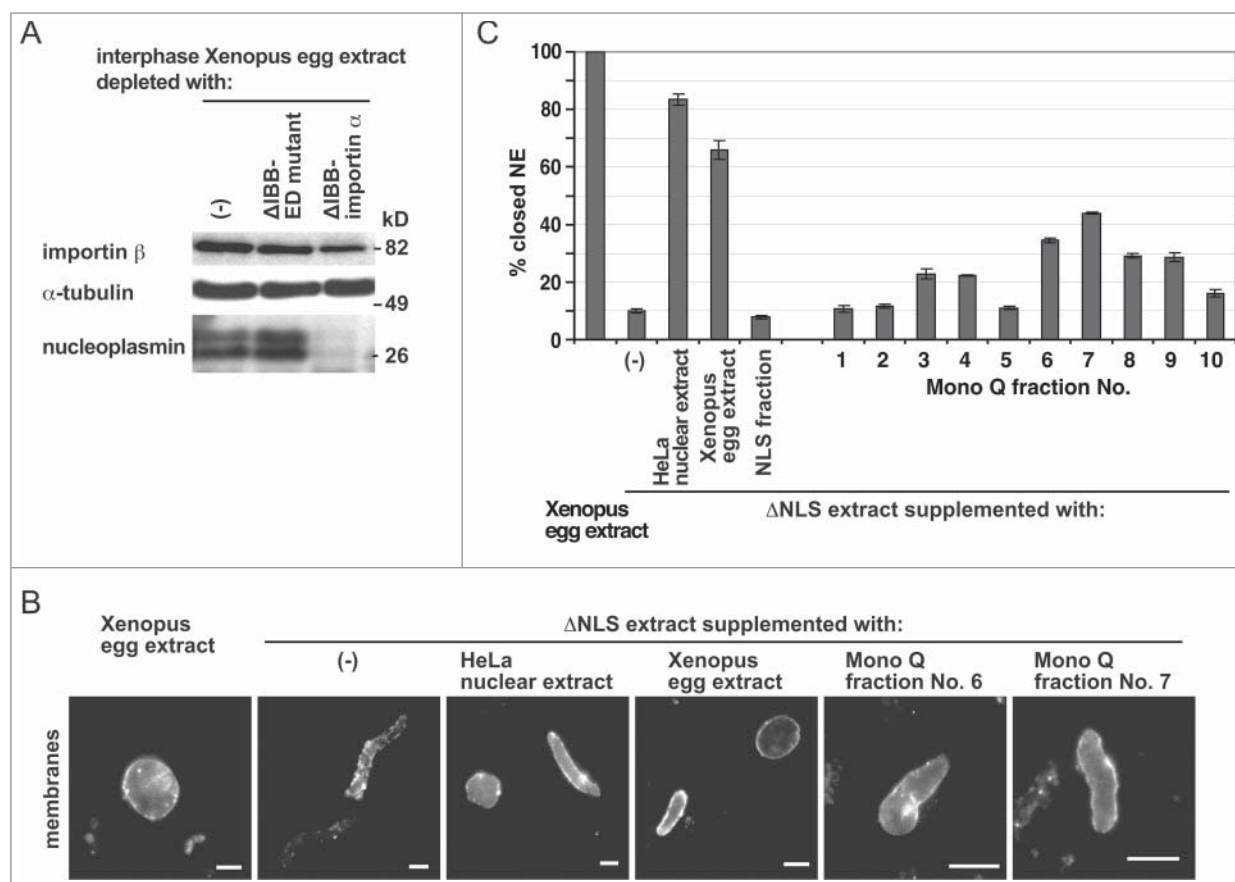 A
interphase Xenopus egg extract
depleted with:
(-)
ΔIBB-
ED mutant
ΔIBB-
importin α
kD
importin β
82
α-tubulin
49
nucleoplasmin
26
C
% closed NE
100
80
60
40
20
0
(-)
HeLa
nuclear extract
Xenopus
egg extract
NLS fraction
1 2 3 4 5 6 7 8 9 10
Mono Q fraction No.
Xenopus
egg extract
ΔNLS extract supplemented with:
B
Xenopus
egg extract
ΔNLS extract supplemented with:
(-)
HeLa
nuclear extract
Xenopus
egg extract
Mono Q
fraction No. 6
Mono Q
fraction No. 7
membranes